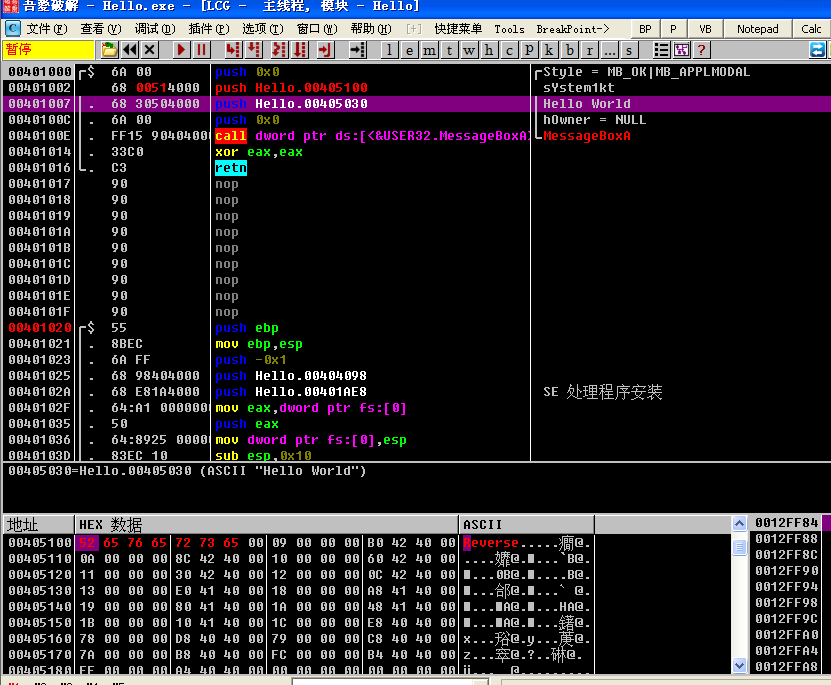 吾爱破解 - Hello.exe - [LCG - 主线程, 模块 - Hello]
文件(F) 查看(V) 调试(D) 插件(P) 选项(T) 窗口(W) 帮助(H) [+] 快捷菜单 Tools BreakPoint-> BP P VB Notepad Calc
暂停 l e m t w h c p k b r ... s ?
00401000 $ 6A 00 push 0x0 Style = MB_OK|MB_APPLMODAL
00401002 68 00514000 push Hello.00405100 sYstem1kt
00401007 . 68 30504000 push Hello.00405030 Hello World
0040100C . 6A 00 push 0x0 hOwner = NULL
0040100E . FF15 90404000 call dword ptr ds:[<&USER32.MessageBoxA> MessageBoxA
00401014 . 33C0 xor eax,eax
00401016 . C3 retn
00401017 90 nop
00401018 90 nop
00401019 90 nop
0040101A 90 nop
0040101B 90 nop
0040101C 90 nop
0040101D 90 nop
0040101E 90 nop
0040101F 90 nop
00401020 $ 55 push ebp
00401021 . 8BEC mov ebp,esp
00401023 . 6A FF push -0x1
00401025 . 68 98404000 push Hello.00404098
0040102A . 68 E81A4000 push Hello.00401AE8 SE 处理程序安装
0040102F . 64:A1 0000000 mov eax,dword ptr fs:[0]
00401035 . 50 push eax
00401036 . 64:8925 00000 mov dword ptr fs:[0],esp
0040103D . 83EC 10 sub esp,0x10
00405030=Hello.00405030 (ASCII "Hello World")
地址 HEX 数据 ASCII 0012FF84
00405100 52 65 76 65 72 73 65 00 09 00 00 00 B0 42 40 00 Reverse..... @. 0012FF88
00405110 0A 00 00 00 8C 42 40 00 10 00 00 00 60 42 40 00 .... @. ...`B@. 0012FF8C
00405120 11 00 00 00 30 42 40 00 12 00 00 00 0C 42 40 00 ...0B@. ....B@. 0012FF90
00405130 13 00 00 00 E0 41 40 00 18 00 00 00 A8 41 40 00 ... @. ...` @. 0012FF94
00405140 19 00 00 00 80 41 40 00 1A 00 00 00 48 41 40 00 ... A@. ...HA@. 0012FF98
00405150 1B 00 00 00 10 41 40 00 1C 00 00 00 E8 40 40 00 ... A@. ... @. 0012FF9C
00405160 78 00 00 00 D8 40 40 00 79 00 00 00 C8 40 40 00 x... @.y... @. 0012FFA0
00405170 7A 00 00 00 B8 40 40 00 FC 00 00 00 B4 40 40 00 z... @.?.. @. 0012FFA4
00405180 FF 00 00 00 A4 40 40 00 00 00 00 00 00 00 00 00 0012FFA8